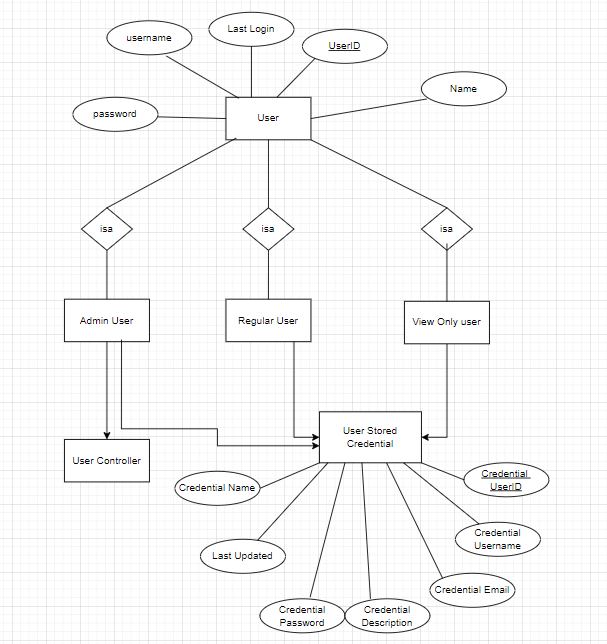 Last Login
username
UserID
Name
password
User
isa
isa
isa
Admin User
Regular User
View Only user
User Stored
Credential
User Controller
Credential
UserID
Credential Name
Credential
Username
Last Updated
Credential Email
Credential
Password
Credential
Description